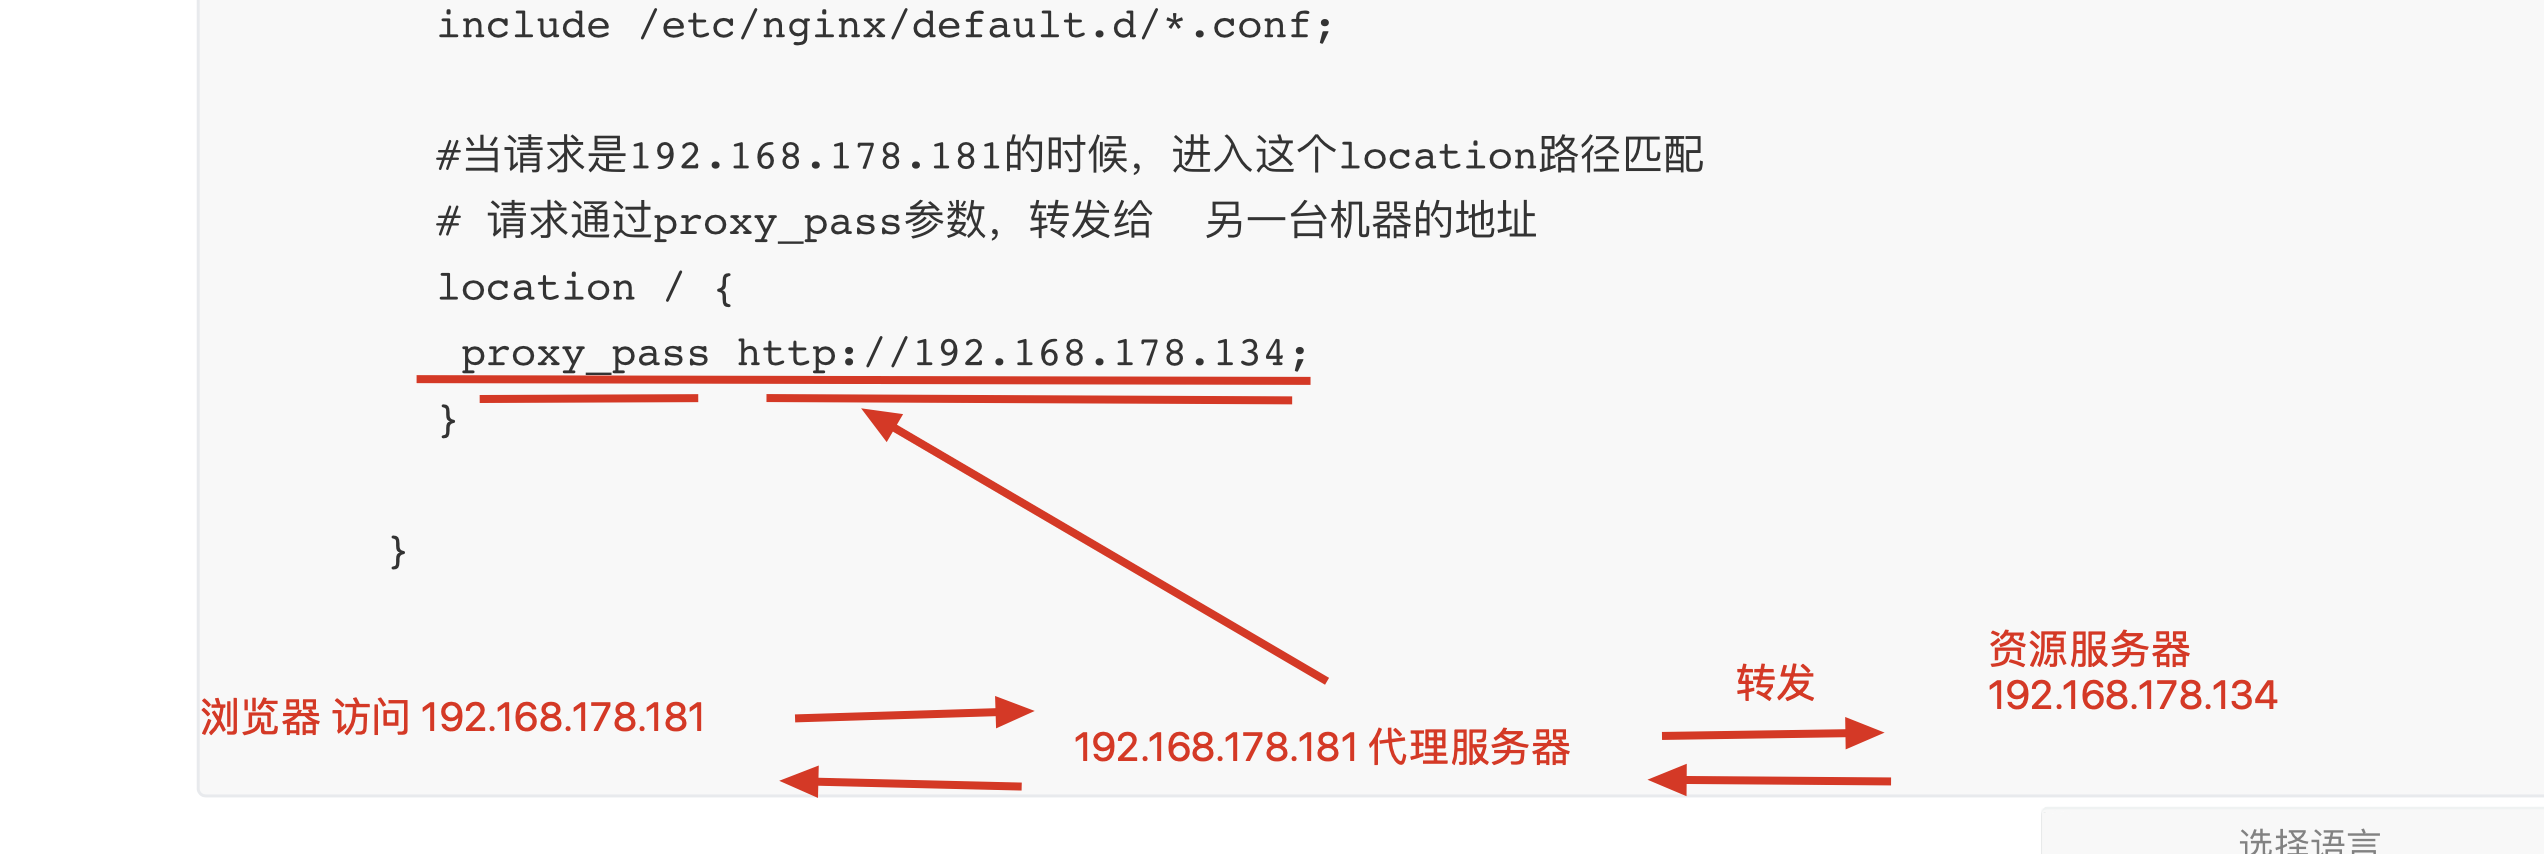 include /etc/nginx/default.d/*.conf;
#当请求是192.168.178.181的时候，进入这个location路径匹配
# 请求通过proxy_pass参数，转发给  另一台机器的地址
location / {
proxy_pass http://192.168.178.134;
}
}
资源服务器
192.168.178.134
转发
浏览器 访问 192.168.178.181
192.168.178.181 代理服务器
选择语言